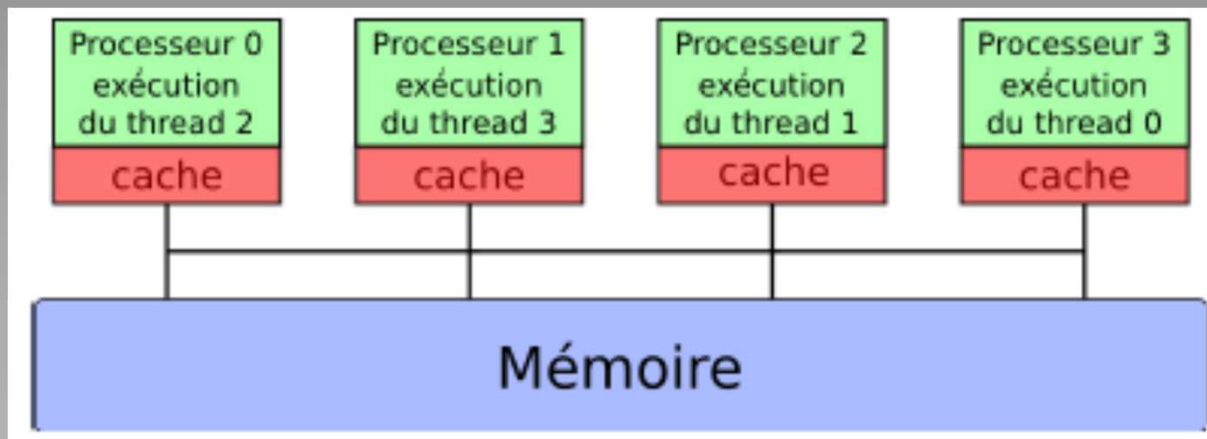 Processeur 0
exécution
du thread 2
cache
Processeur 1
exécution
du thread 3
cache
Processeur 2
exécution
du thread 1
cache
Processeur 3
exécution
du thread 0
cache
Mémoire